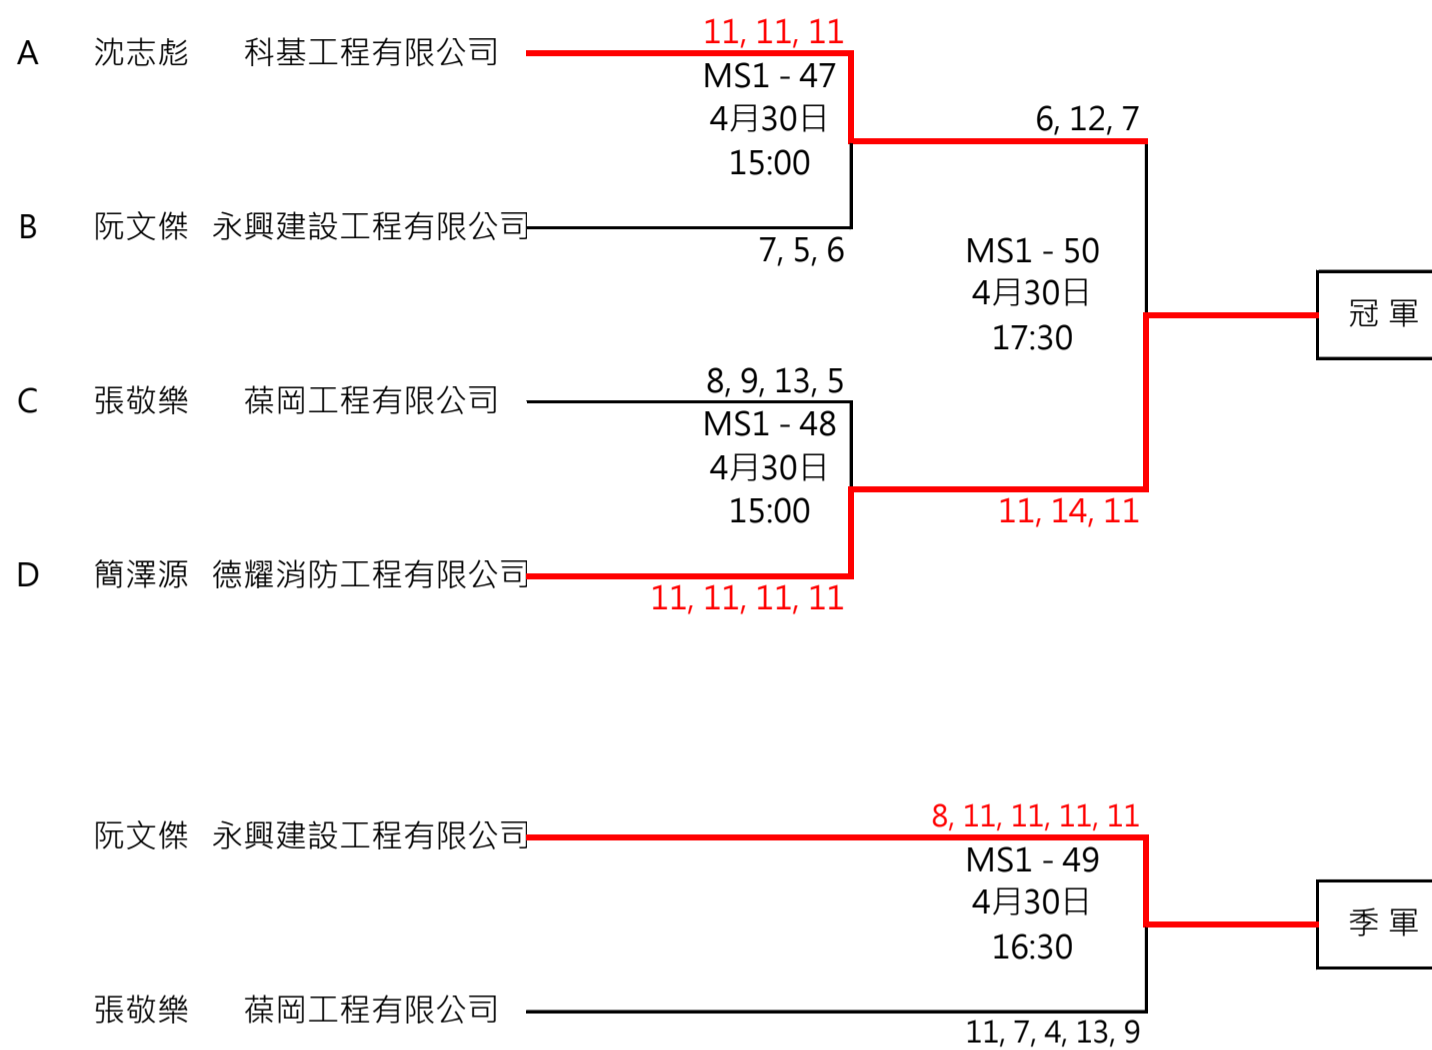 11, 11, 11
A 沈志彪 科基工程有限公司
MS1 - 47
4月30日
15:00
6, 12, 7
B 阮文傑 永興建設工程有限公司
7, 5, 6
MS1 - 50
4月30日
17:30
冠 軍
8, 9, 13, 5
C 張敬樂 葆岡工程有限公司
MS1 - 48
4月30日
15:00
11, 14, 11
D 簡澤源 德耀消防工程有限公司
11, 11, 11, 11
8, 11, 11, 11, 11
阮文傑 永興建設工程有限公司
MS1 - 49
4月30日
16:30
季 軍
張敬樂 葆岡工程有限公司
11, 7, 4, 13, 9